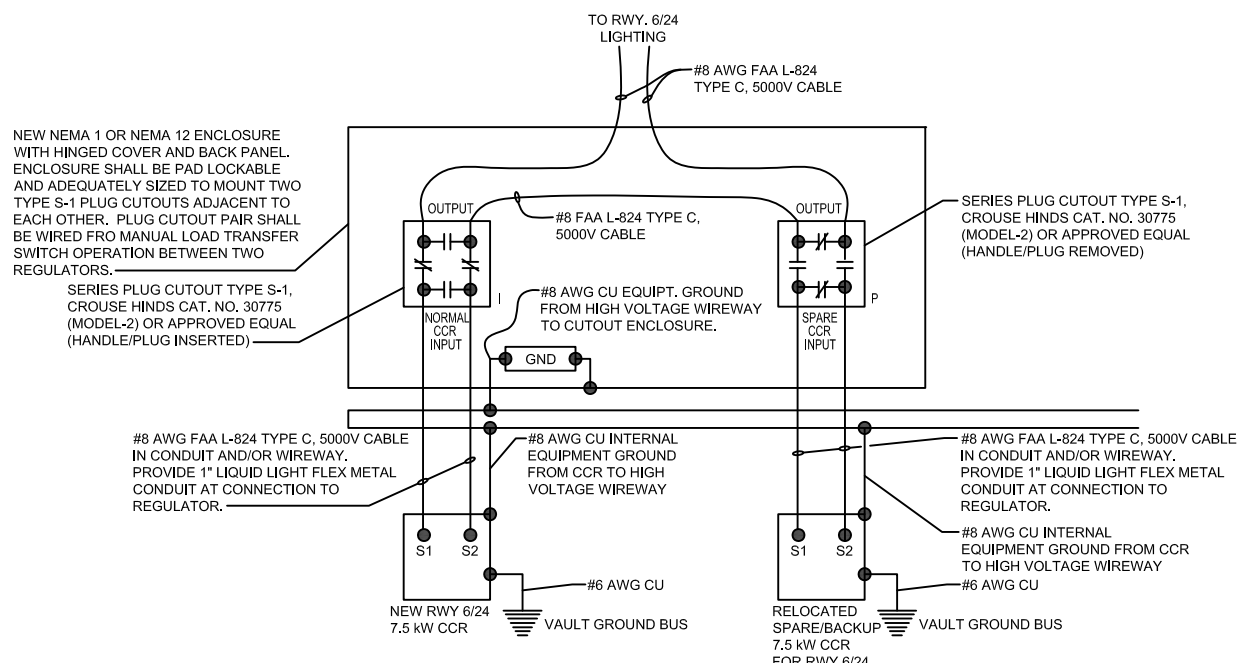 TO RWY. 6/24
LIGHTING
#8 AWG FAA L-824
TYPE C, 5000V CABLE
NEW NEMA 1 OR NEMA 12 ENCLOSURE
WITH HINGED COVER AND BACK PANEL.
ENCLOSURE SHALL BE PAD LOCKABLE
AND ADEQUATELY SIZED TO MOUNT TWO
TYPE S-1 PLUG CUTOUTS ADJACENT TO
EACH OTHER.  PLUG CUTOUT PAIR SHALL
BE WIRED FRO MANUAL LOAD TRANSFER
SWITCH OPERATION BETWEEN TWO
REGULATORS.
OUTPUT
#8 FAA L-824 TYPE C,
5000V CABLE
OUTPUT
SERIES PLUG CUTOUT TYPE S-1,
CROUSE HINDS CAT. NO. 30775
(MODEL-2) OR APPROVED EQUAL
(HANDLE/PLUG REMOVED)
SERIES PLUG CUTOUT TYPE S-1,
CROUSE HINDS CAT. NO. 30775
(MODEL-2) OR APPROVED EQUAL
(HANDLE/PLUG INSERTED)
I
NORMAL
CCR
INPUT
#8 AWG CU EQUIPT. GROUND
FROM HIGH VOLTAGE WIREWAY
TO CUTOUT ENCLOSURE.
P
SPARE
CCR
INPUT
GND
#8 AWG FAA L-824 TYPE C, 5000V CABLE
IN CONDUIT AND/OR WIREWAY.
PROVIDE 1" LIQUID LIGHT FLEX METAL
CONDUIT AT CONNECTION TO
REGULATOR.
#8 AWG CU INTERNAL
EQUIPMENT GROUND
FROM CCR TO HIGH
VOLTAGE WIREWAY
#8 AWG FAA L-824 TYPE C, 5000V CABLE
IN CONDUIT AND/OR WIREWAY.
PROVIDE 1" LIQUID LIGHT FLEX METAL
CONDUIT AT CONNECTION TO
REGULATOR.
#8 AWG CU INTERNAL
EQUIPMENT GROUND FROM CCR
TO HIGH VOLTAGE WIREWAY
S1 S2
S1 S2
#6 AWG CU
#6 AWG CU
NEW RWY 6/24
7.5 kW CCR
VAULT GROUND BUS
RELOCATED
SPARE/BACKUP
7.5 kW CCR
FOR RWY 6/24
VAULT GROUND BUS